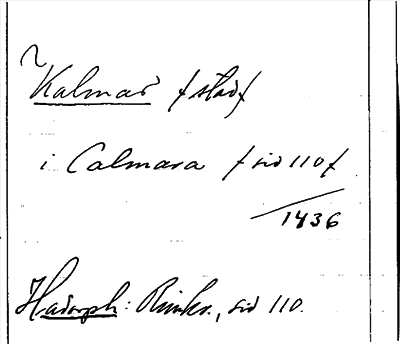 Kalmar /stad/
i Calmara /sid 110/
1436
Hadorph: Rimkr., sid 110.